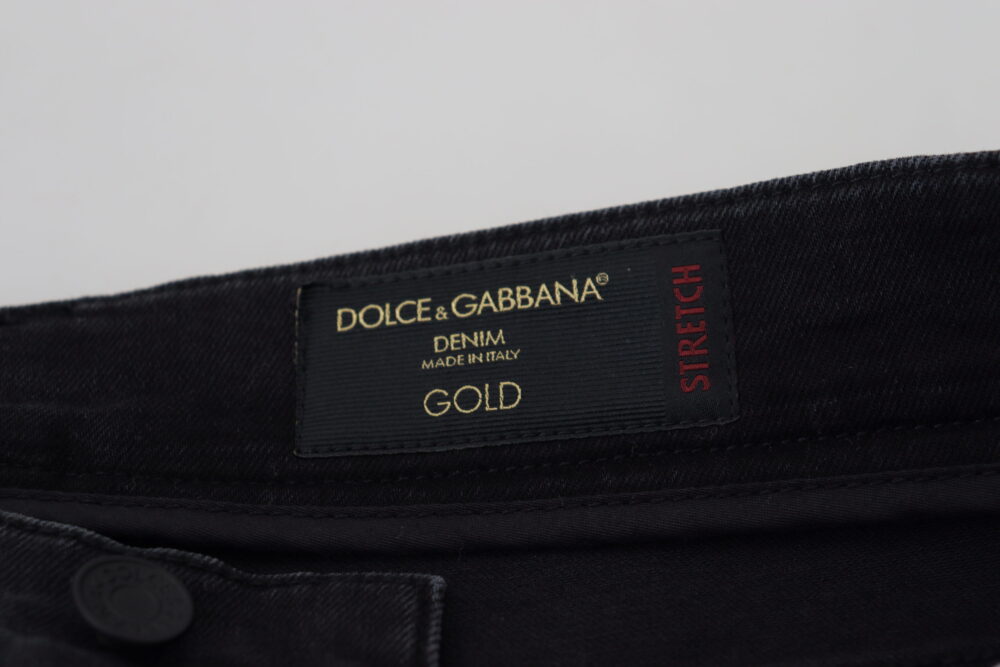 DOLCE & GABBANA®
DENIM
MADE IN ITALY
GOLD
STRETCH